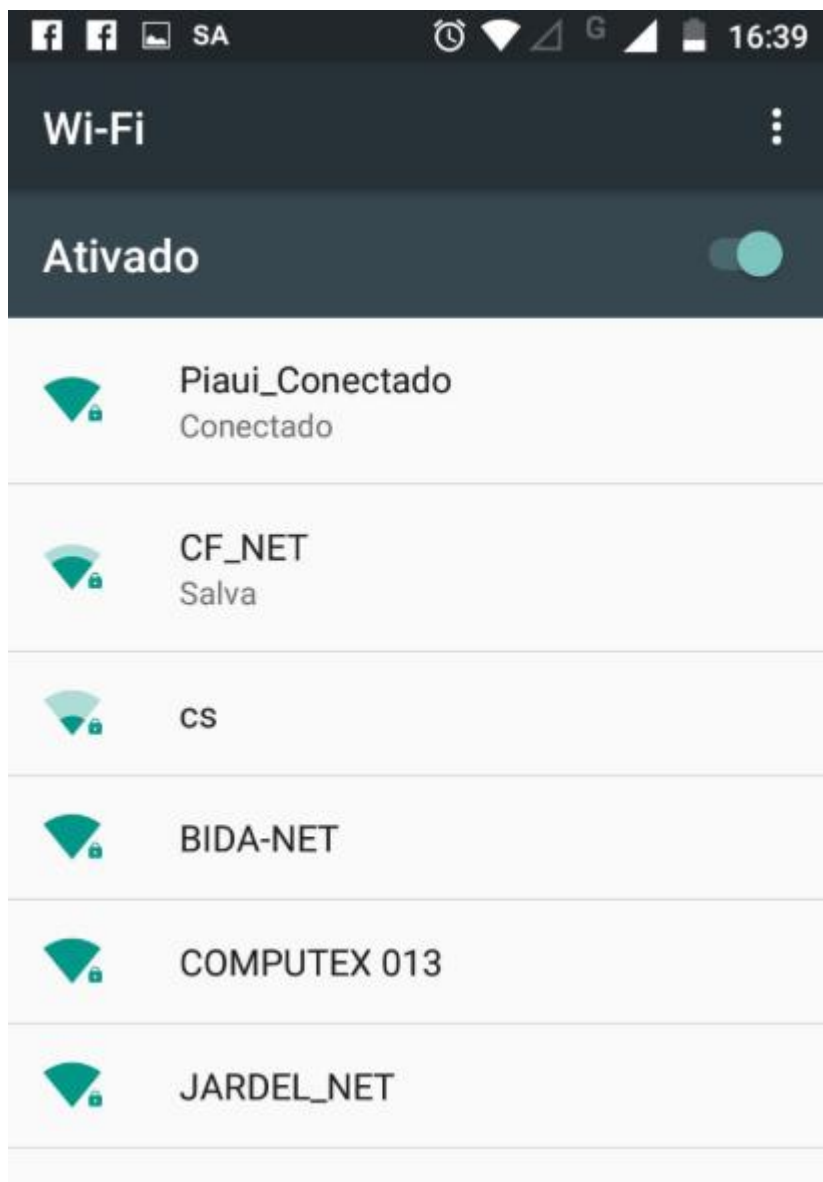 SA G 16:39
Wi-Fi
Ativado
Piaui_Conectado
Conectado
CF_NET
Salva
cs
BIDA-NET
COMPUTEX 013
JARDEL_NET